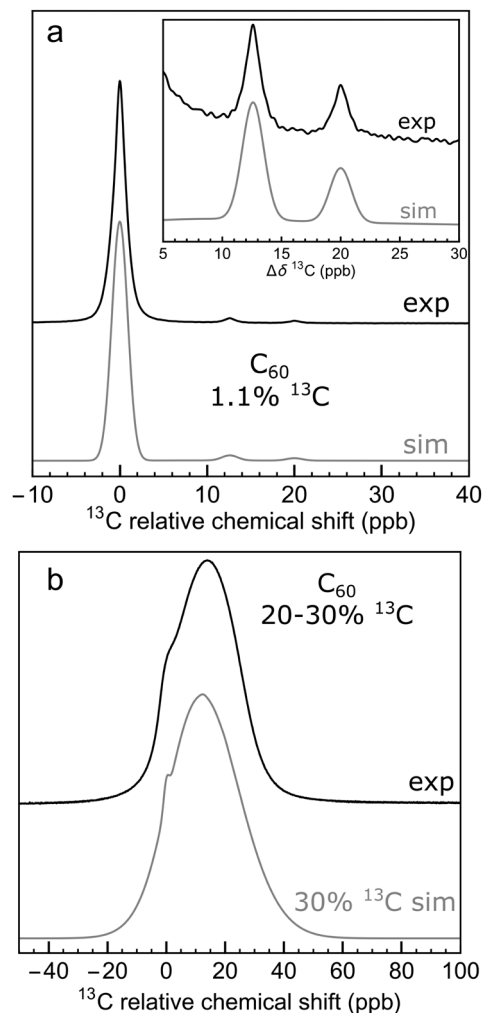 a
exp
sim
5 10 15 20 25 30
Δδ ¹³C (ppb)
exp
C₆₀
1.1% ¹³C
sim
−10 0 10 20 30 40
¹³C relative chemical shift (ppb)
b
C₆₀
20-30% ¹³C
exp
30% ¹³C sim
−40 −20 0 20 40 60 80 100
¹³C relative chemical shift (ppb)